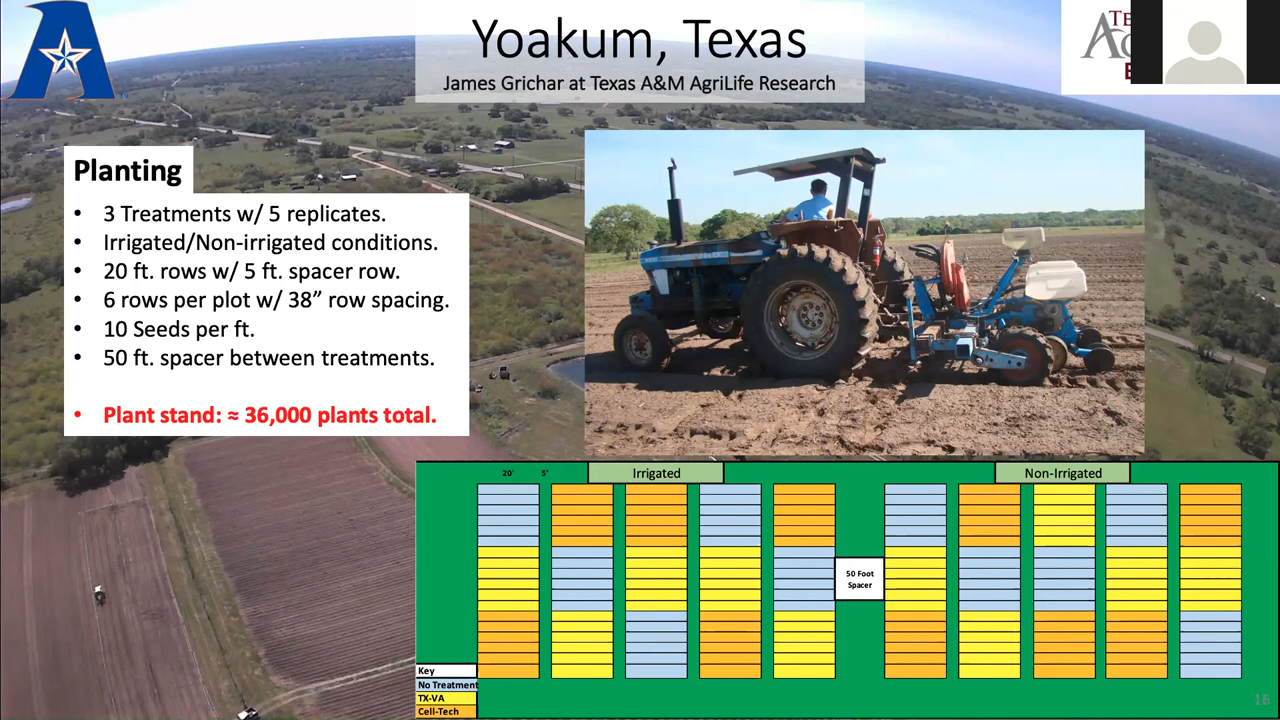 Yoakum, Texas
James Grichar at Texas A&M AgriLife Research
Planting
• 3 Treatments w/ 5 replicates.
• Irrigated/Non-irrigated conditions.
• 20 ft. rows w/ 5 ft. spacer row.
• 6 rows per plot w/ 38” row spacing.
• 10 Seeds per ft.
• 50 ft. spacer between treatments.
• Plant stand: ≈ 36,000 plants total.
20' 5' Irrigated Non-Irrigated
50 Foot
Spacer
Key
No Treatment
TX-VA
Cell-Tech
16